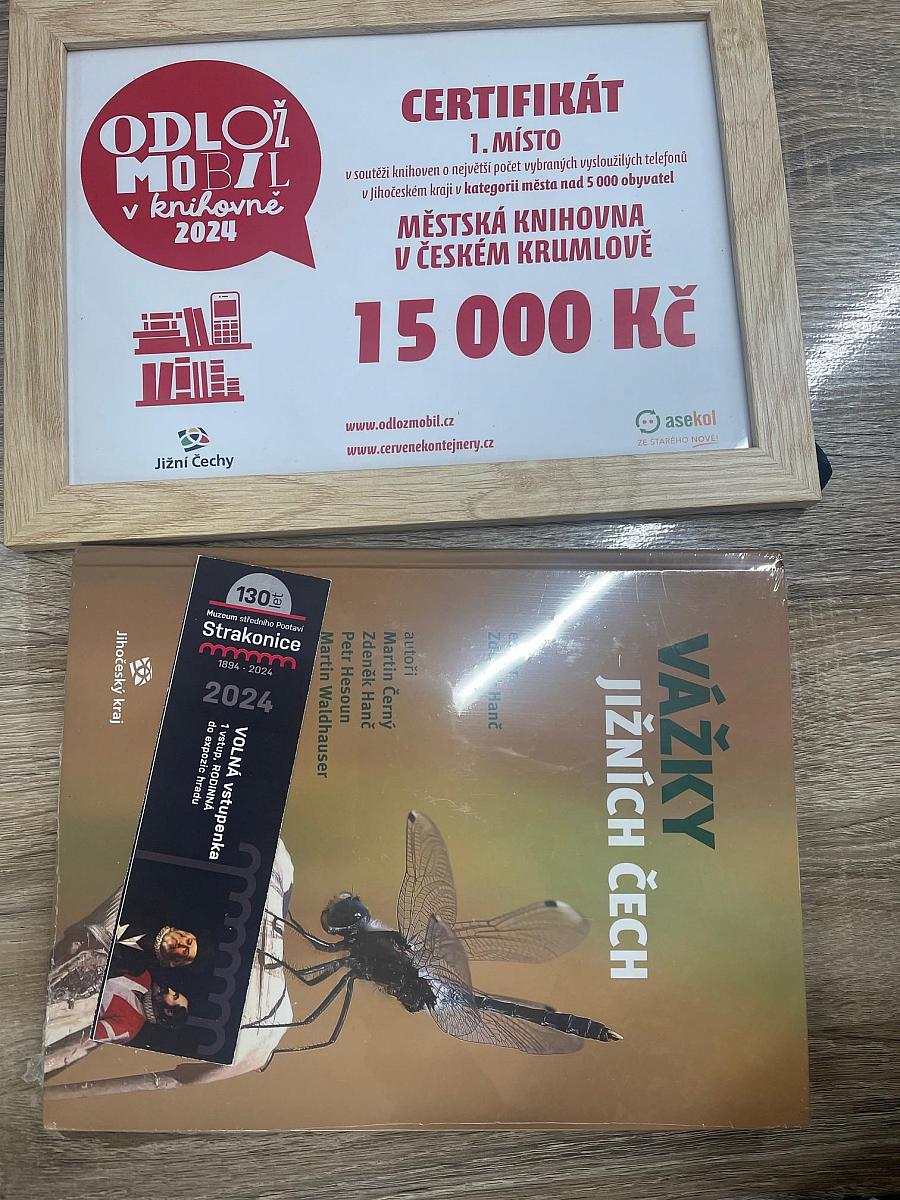 ODLOŽ
MOBIL
v knihovně
2024
CERTIFIKÁT
1. MÍSTO
v soutěži knihoven o největší počet vybraných vysloužilých telefonů
v Jihočeském kraji v kategorii města nad 5 000 obyvatel
MĚSTSKÁ KNIHOVNA
V ČESKÉM KRUMLOVĚ
15 000 Kč
www.odlozmobil.cz
www.cervenekontejnery.cz
Jižní Čechy
asekol
ZE STARÉHO NOVÉ!
VÁŽKY
JIŽNÍCH ČECH
Hanč
autoři
Martin Černý
Zdeněk Hanč
Petr Hesoun
Martin Waldhauser
Jihočeský kraj
130 let
Muzeum středního Pootaví
Strakonice
1894 - 2024
2024
VOLNÁ vstupenka
1 vstup, RODINNÁ
do expozic hradu